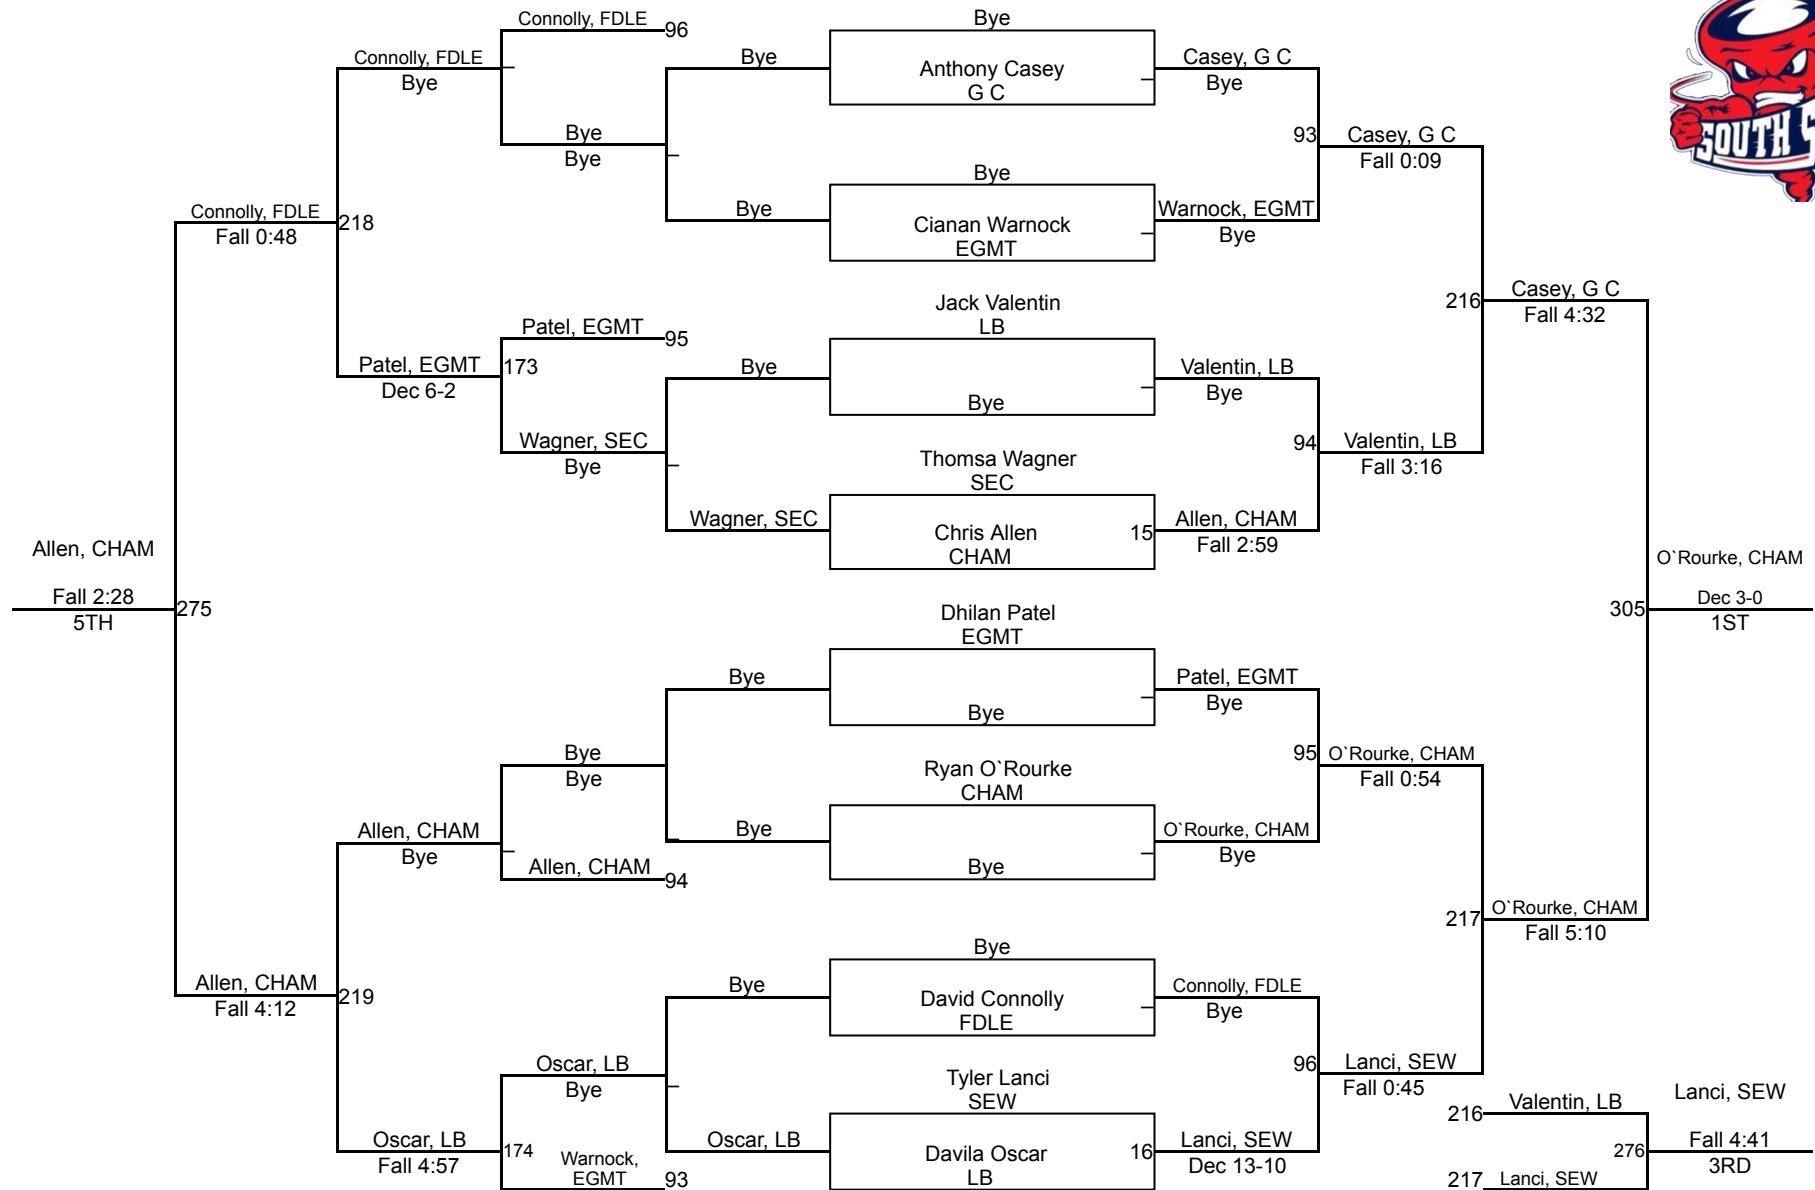 Connolly, FDLE
96
Bye
Connolly, FDLE
Bye
Bye
Anthony Casey
G C
Casey, G C
Bye
SOUTH
Bye
Bye
93
Casey, G C
Fall 0:09
Bye
Connolly, FDLE
218
Fall 0:48
Bye
Cianan Warnock
EGMT
Warnock, EGMT
Bye
Jack Valentin
LB
216
Casey, G C
Fall 4:32
Patel, EGMT
95
Patel, EGMT
173
Dec 6-2
Bye
Bye
Valentin, LB
Bye
Wagner, SEC
Bye
94
Valentin, LB
Fall 3:16
Thomsa Wagner
SEC
Wagner, SEC
Chris Allen
CHAM
15
Allen, CHAM
Fall 2:59
Allen, CHAM
Fall 2:28
275
5TH
O`Rourke, CHAM
305
Dec 3-0
1ST
Dhilan Patel
EGMT
Bye
Bye
Patel, EGMT
Bye
Bye
Bye
95
O`Rourke, CHAM
Fall 0:54
Ryan O`Rourke
CHAM
Allen, CHAM
Bye
Bye
Bye
O`Rourke, CHAM
Bye
Allen, CHAM
94
217
O`Rourke, CHAM
Fall 5:10
Bye
Allen, CHAM
219
Fall 4:12
Bye
David Connolly
FDLE
Connolly, FDLE
Bye
Oscar, LB
Bye
96
Lanci, SEW
Fall 0:45
Tyler Lanci
SEW
216
Valentin, LB
Lanci, SEW
Oscar, LB
174
Fall 4:57
Warnock,
EGMT
93
Oscar, LB
Davila Oscar
LB
16
Lanci, SEW
Dec 13-10
276
Fall 4:41
3RD
217
Lanci, SEW